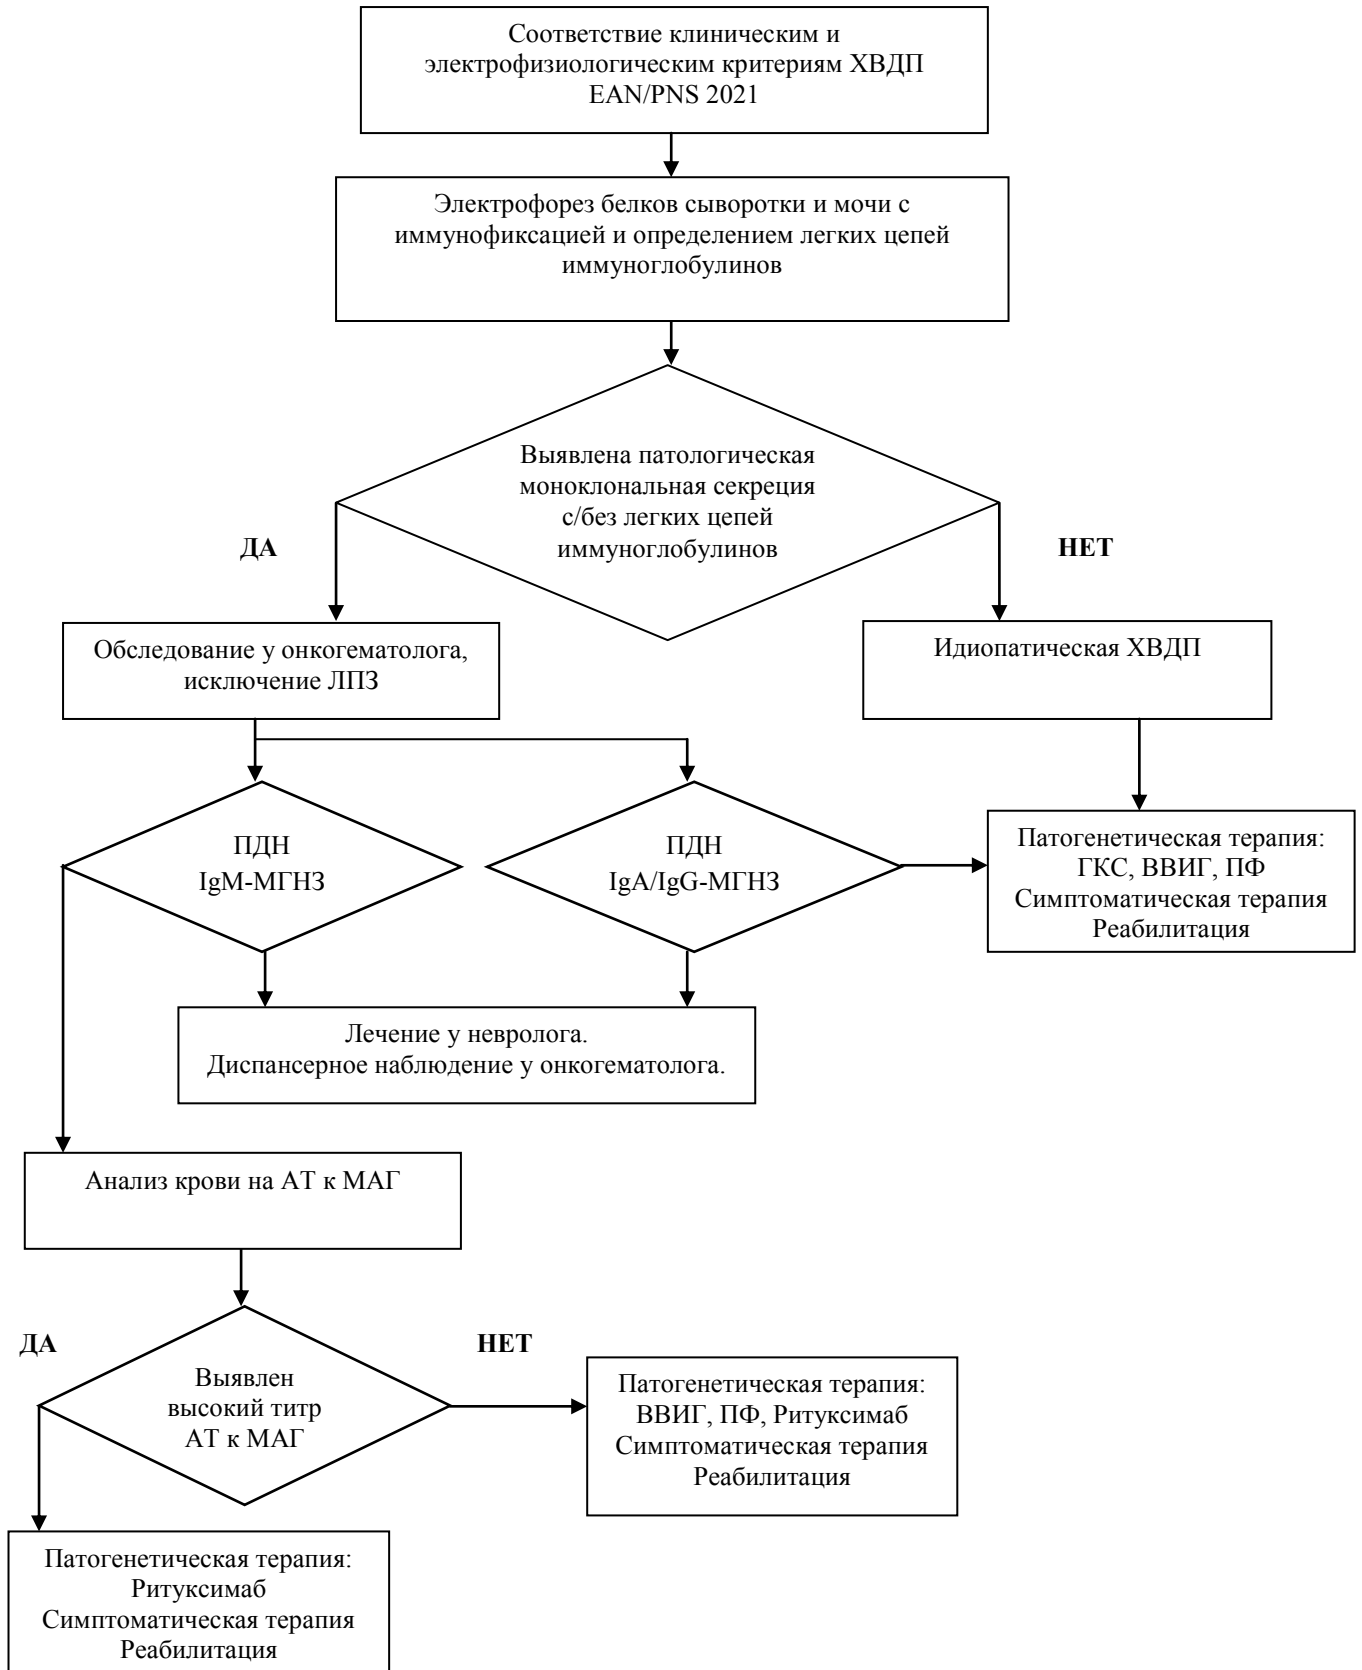 Соответствие клиническим и
электрофизиологическим критериям ХВДП
EAN/PNS 2021
Электрофорез белков сыворотки и мочи с
иммунофиксацией и определением легких цепей
иммуноглобулинов
Выявлена патологическая
моноклональная секреция
с/без легких цепей
иммуноглобулинов
ДА
НЕТ
Обследование у онкогематолога,
исключение ЛПЗ
Идиопатическая ХВДП
ПДН
IgM-МГНЗ
ПДН
IgA/IgG-МГНЗ
Патогенетическая терапия:
ГКС, ВВИГ, ПФ
Симптоматическая терапия
Реабилитация
Лечение у невролога.
Диспансерное наблюдение у онкогематолога.
Анализ крови на АТ к МАГ
ДА
НЕТ
Выявлен
высокий титр
АТ к МАГ
Патогенетическая терапия:
ВВИГ, ПФ, Ритуксимаб
Симптоматическая терапия
Реабилитация
Патогенетическая терапия:
Ритуксимаб
Симптоматическая терапия
Реабилитация